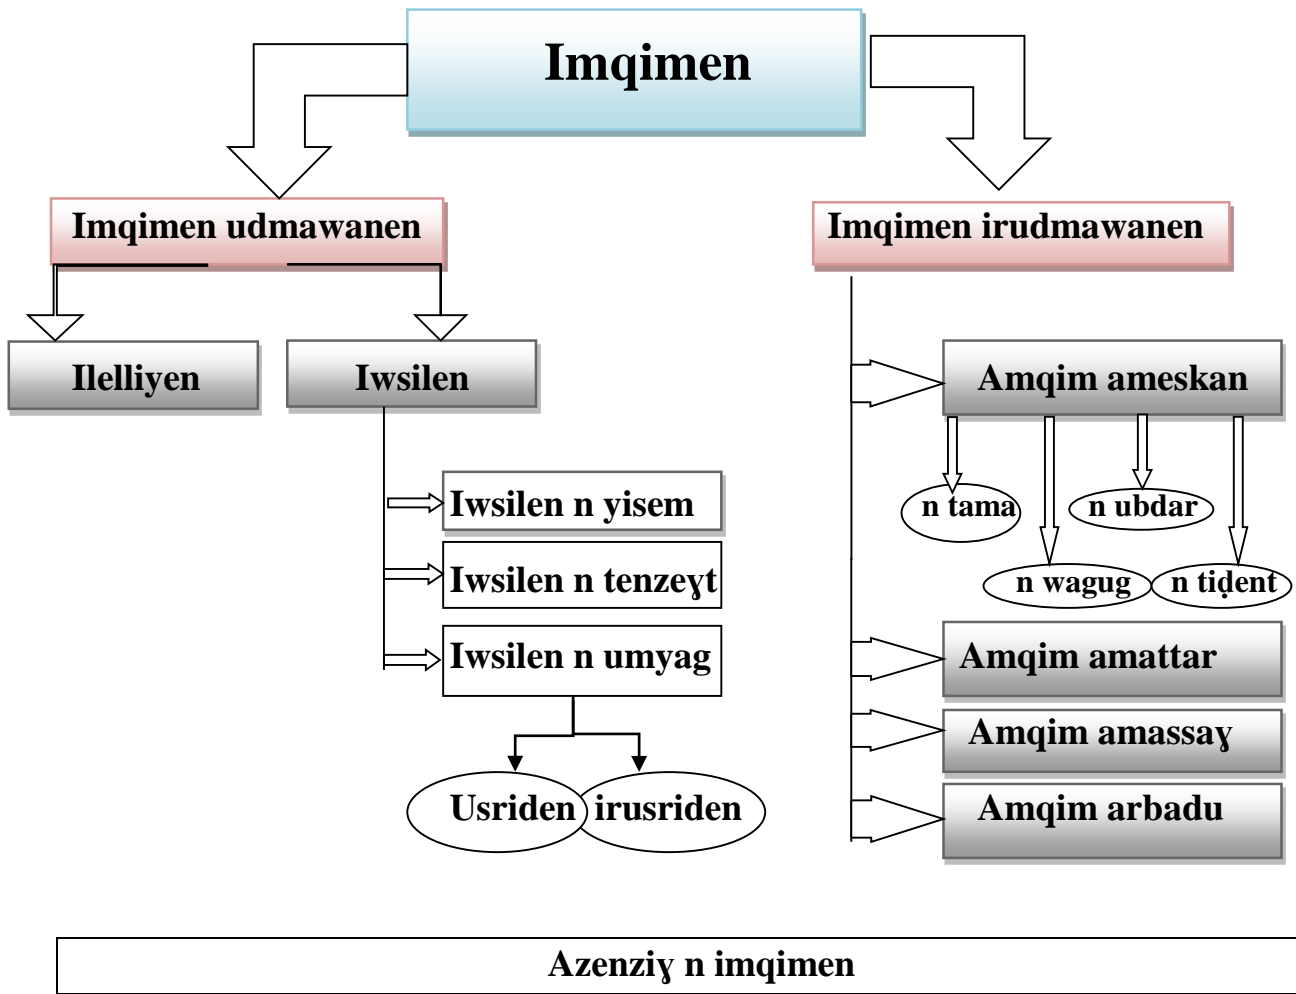 Imqimen
Imqimen udmawanen
Imqimen irudmawanen
Ilelliyen
Iwsilen
Amqim ameskan
Iwsilen n yisem
n tama
n ubdar
Iwsilen n tenzeɣt
n wagug
n tiḍent
Iwsilen n umyag
Amqim amattar
Amqim amassaɣ
Usriden
irusriden
Amqim arbadu
Azenziɣ n imqimen